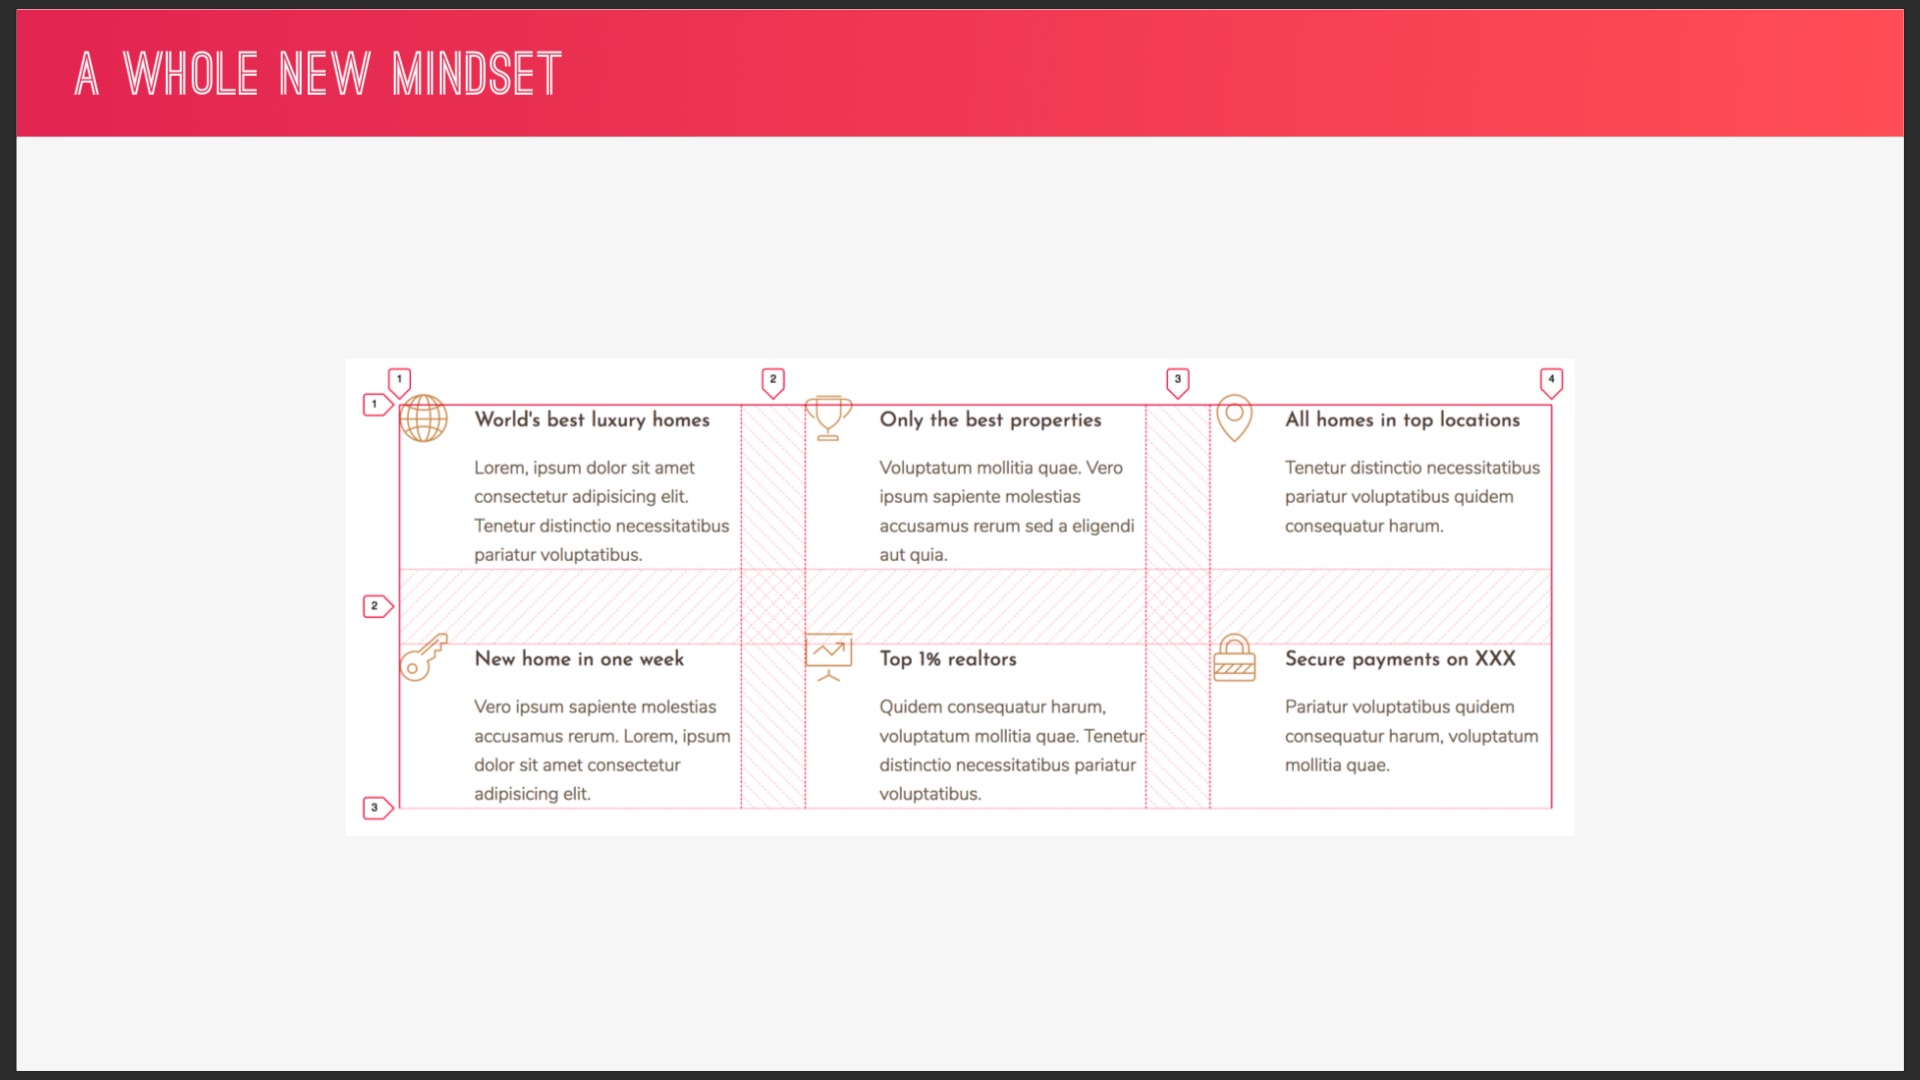 A WHOLE NEW MINDSET
1
2
3
4
1
World's best luxury homes
Lorem, ipsum dolor sit amet
consectetur adipisicing elit.
Tenetur distinctio necessitatibus
pariatur voluptatibus.
Only the best properties
Voluptatum mollitia quae. Vero
ipsum sapiente molestias
accusamus rerum sed a eligendi
aut quia.
All homes in top locations
Tenetur distinctio necessitatibus
pariatur voluptatibus quidem
consequatur harum.
2
New home in one week
Vero ipsum sapiente molestias
accusamus rerum. Lorem, ipsum
dolor sit amet consectetur
adipisicing elit.
Top 1% realtors
Quidem consequatur harum,
voluptatum mollitia quae. Tenetur
distinctio necessitatibus pariatur
voluptatibus.
Secure payments on XXX
Pariatur voluptatibus quidem
consequatur harum, voluptatum
mollitia quae.
3